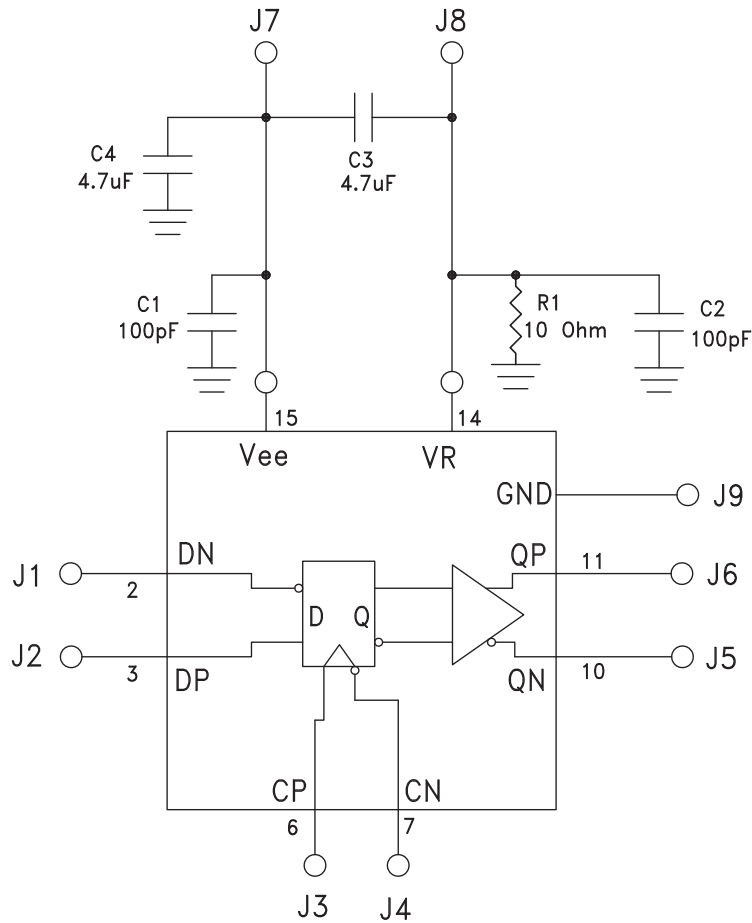 J7
J8
C4
4.7uF
C3
4.7uF
C1
100pF
R1
10 Ohm
C2
100pF
15
14
Vee
VR
GND
J9
DN
QP
11
J1
2
J6
D
Q
J2
3
DP
QN
10
J5
CP
CN
6
7
J3
J4